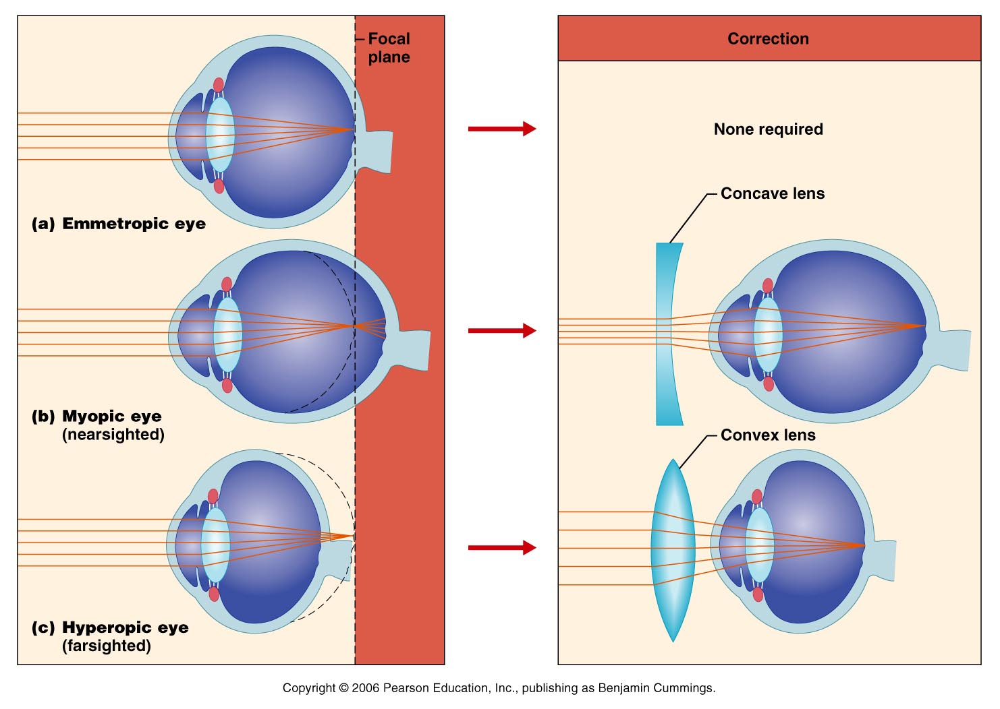 Focal
plane
(a) Emmetropic eye
(b) Myopic eye
(nearsighted)
(c) Hyperopic eye
(farsighted)
Correction
None required
Concave lens
Convex lens
Copyright © 2006 Pearson Education, Inc., publishing as Benjamin Cummings.